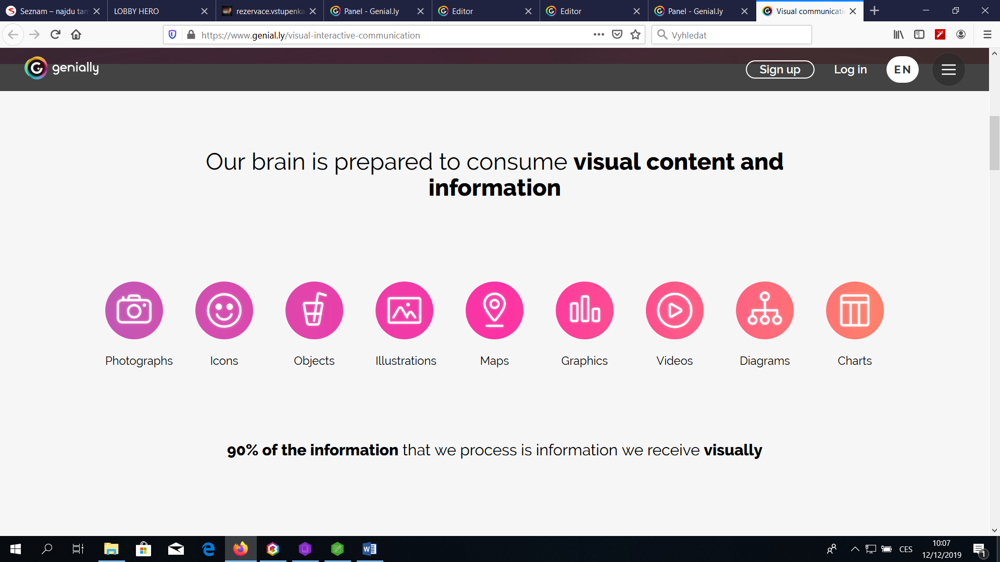 Seznam – najdu tam
LOBBY HERO
rezervace.vstupenka
Panel - Genial.ly
Editor
Editor
Panel - Genial.ly
Visual communicati
https://www.genial.ly/visual-interactive-communication
Vyhledat
genially
Sign up
Log in
EN
Our brain is prepared to consume visual content and
information
Photographs
Icons
Objects
Illustrations
Maps
Graphics
Videos
Diagrams
Charts
90% of the information that we process is information we receive visually
CES
10:07
12/12/2019
1